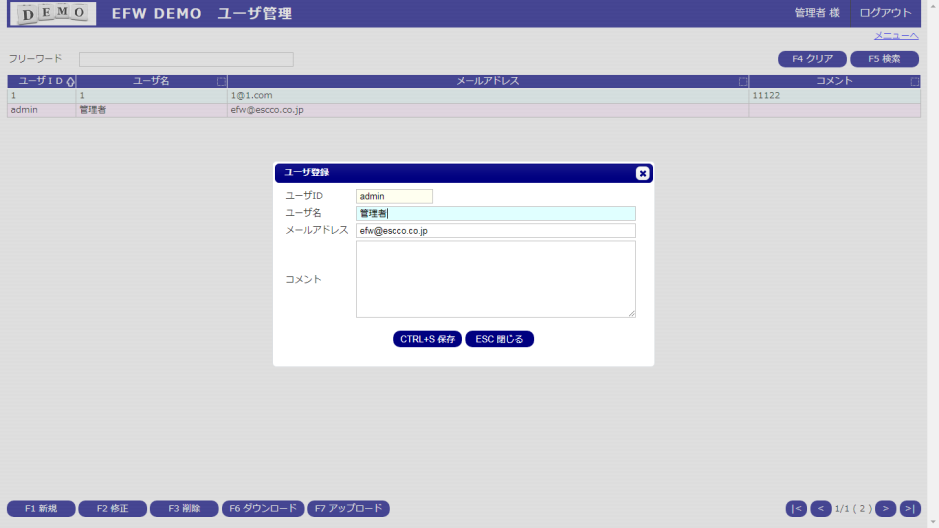 DEMO EFW DEMO ユーザ管理 管理者 様 ログアウト
メニューへ
フリーワード F4 クリア F5 検索
ユーザID ユーザ名 メールアドレス コメント
1 1 1@1.com 11122
admin 管理者 efw@escco.co.jp
ユーザ登録
ユーザID admin
ユーザ名 管理者
メールアドレス efw@escco.co.jp
コメント
CTRL+S 保存 ESC 閉じる
F1 新規 F2 修正 F3 削除 F6 ダウンロード F7 アップロード |< < 1/1 ( 2 ) > >|